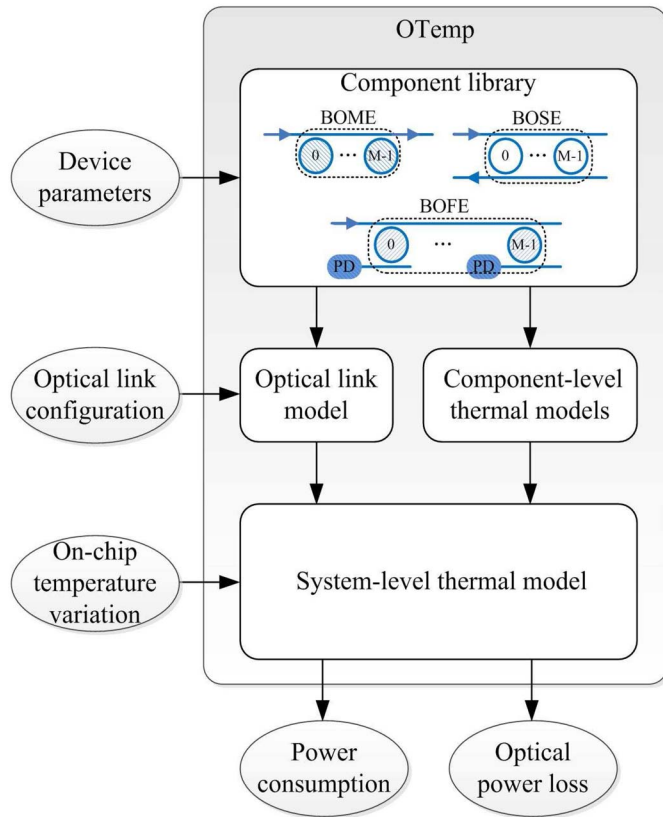 OTemp
Component library
BOME
0 ... M-1
BOSE
0 ... M-1
Device
parameters
BOFE
0 ... M-1
PD
PD
Optical link
configuration
Optical link
model
Component-level
thermal models
On-chip
temperature
variation
System-level thermal model
Power
consumption
Optical
power loss